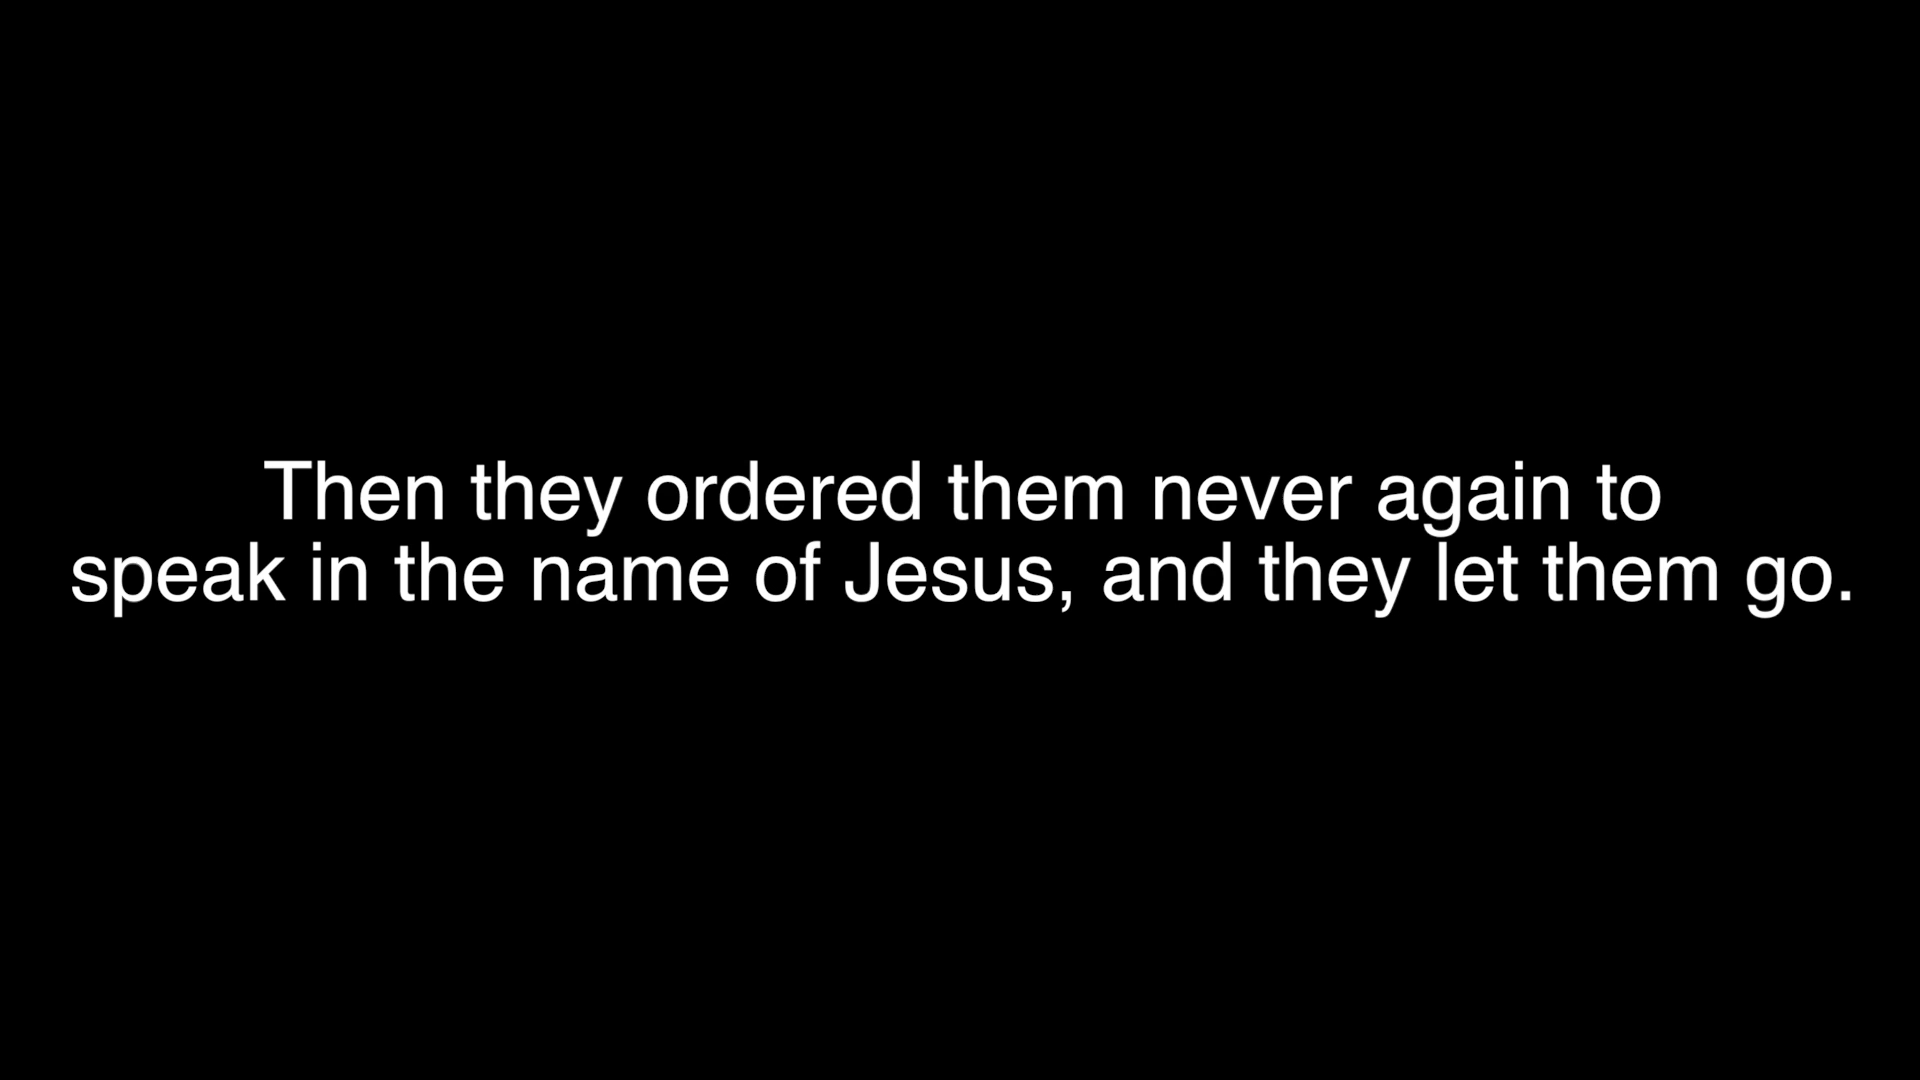 Then they ordered them never again to
speak in the name of Jesus, and they let them go.